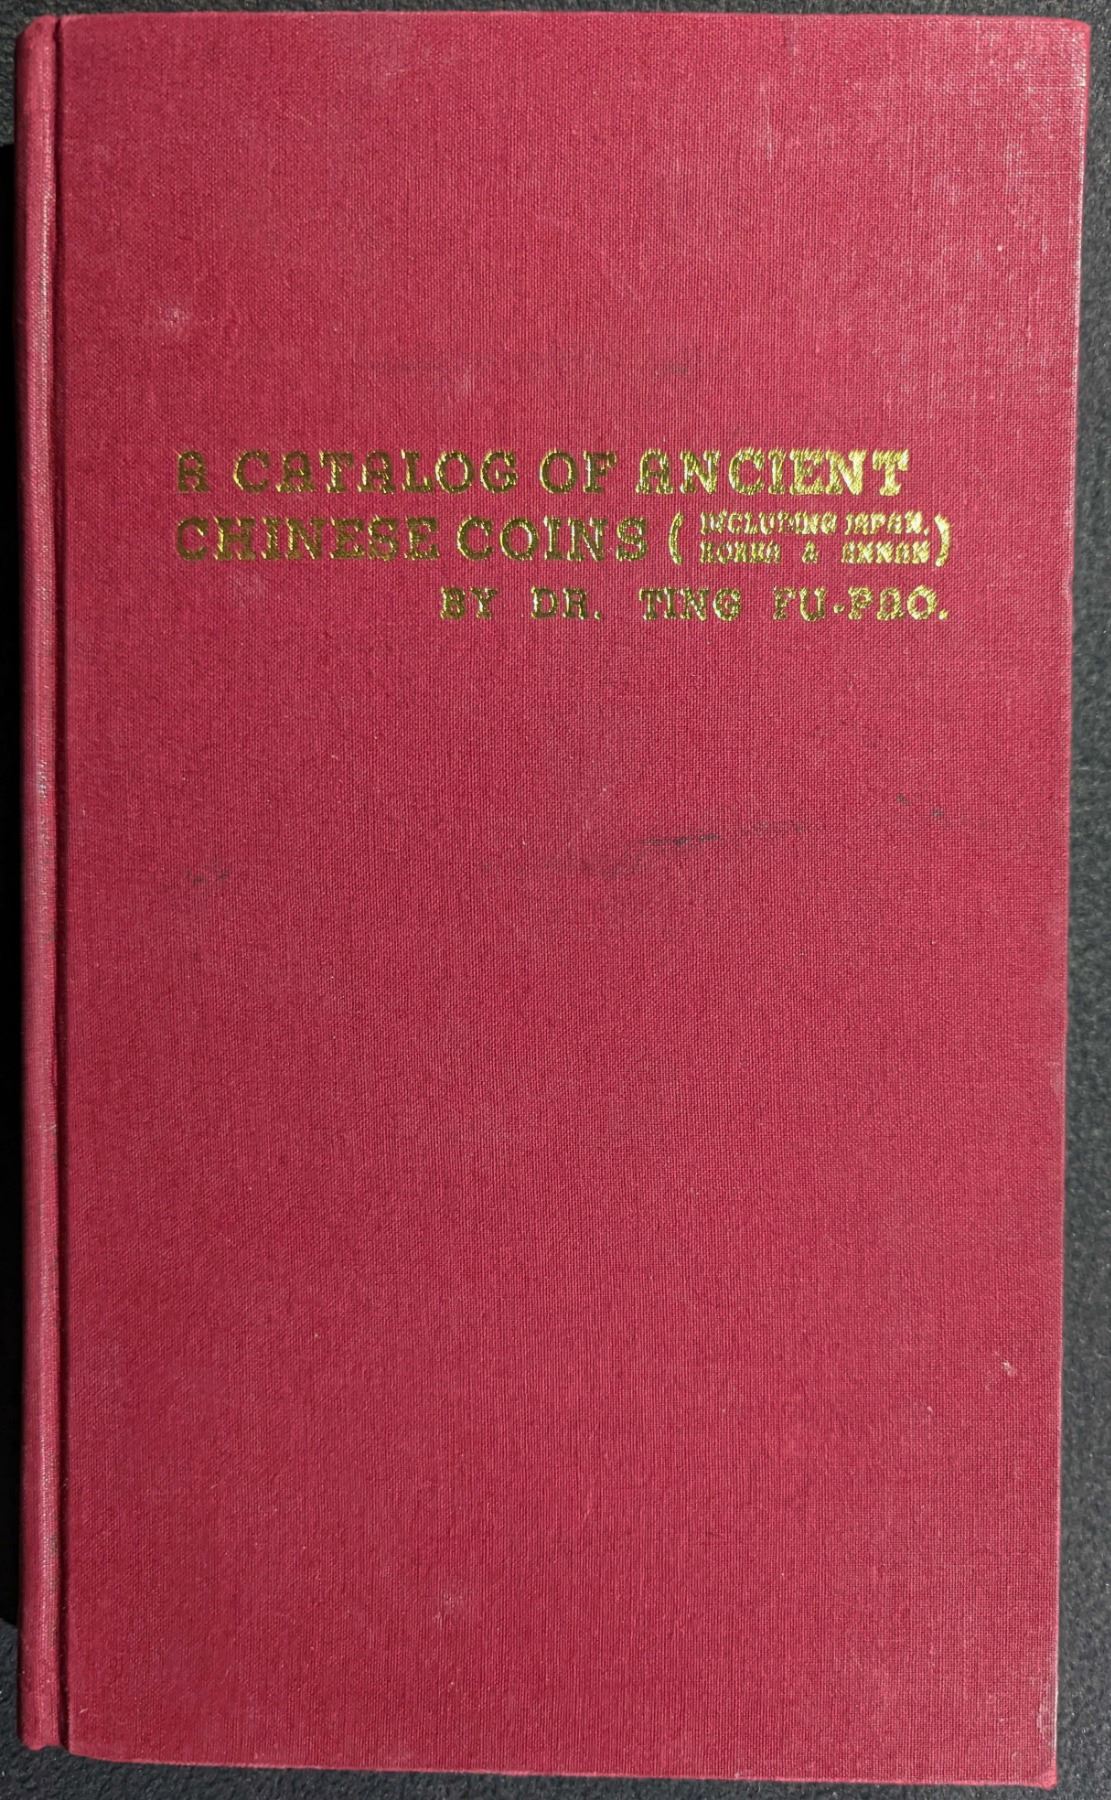 A CATALOG OF ANCIENT
CHINESE COINS (INCLUDING JAPAN,
KOREA & ANNAN)
BY DR. TING FU-PAO.